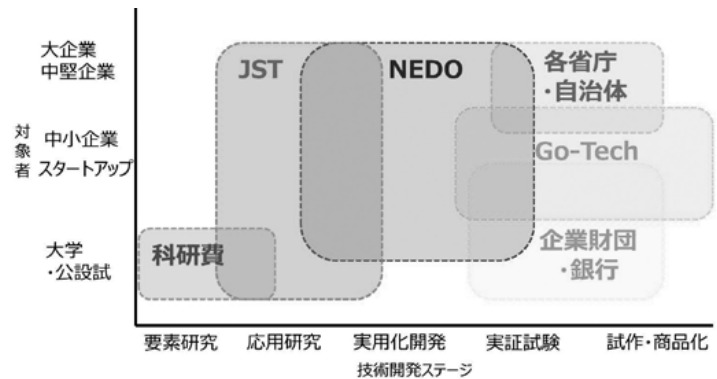 大企業
中堅企業
対象者
中小企業
スタートアップ
大学
・公設試
JST
NEDO
各省庁
・自治体
Go-Tech
科研費
企業財団
・銀行
要素研究
応用研究
実用化開発
実証試験
試作・商品化
技術開発ステージ